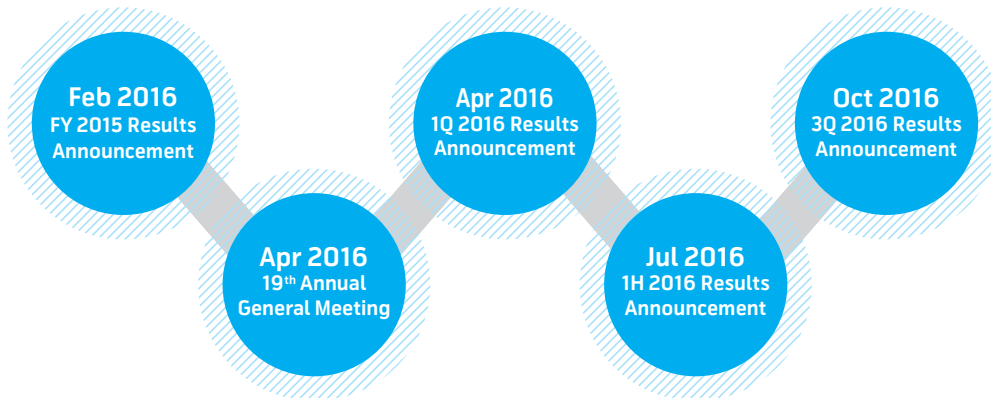 Feb 2016
FY 2015 Results
Announcement
Apr 2016
19th Annual
General Meeting
Apr 2016
1Q 2016 Results
Announcement
Jul 2016
1H 2016 Results
Announcement
Oct 2016
3Q 2016 Results
Announcement